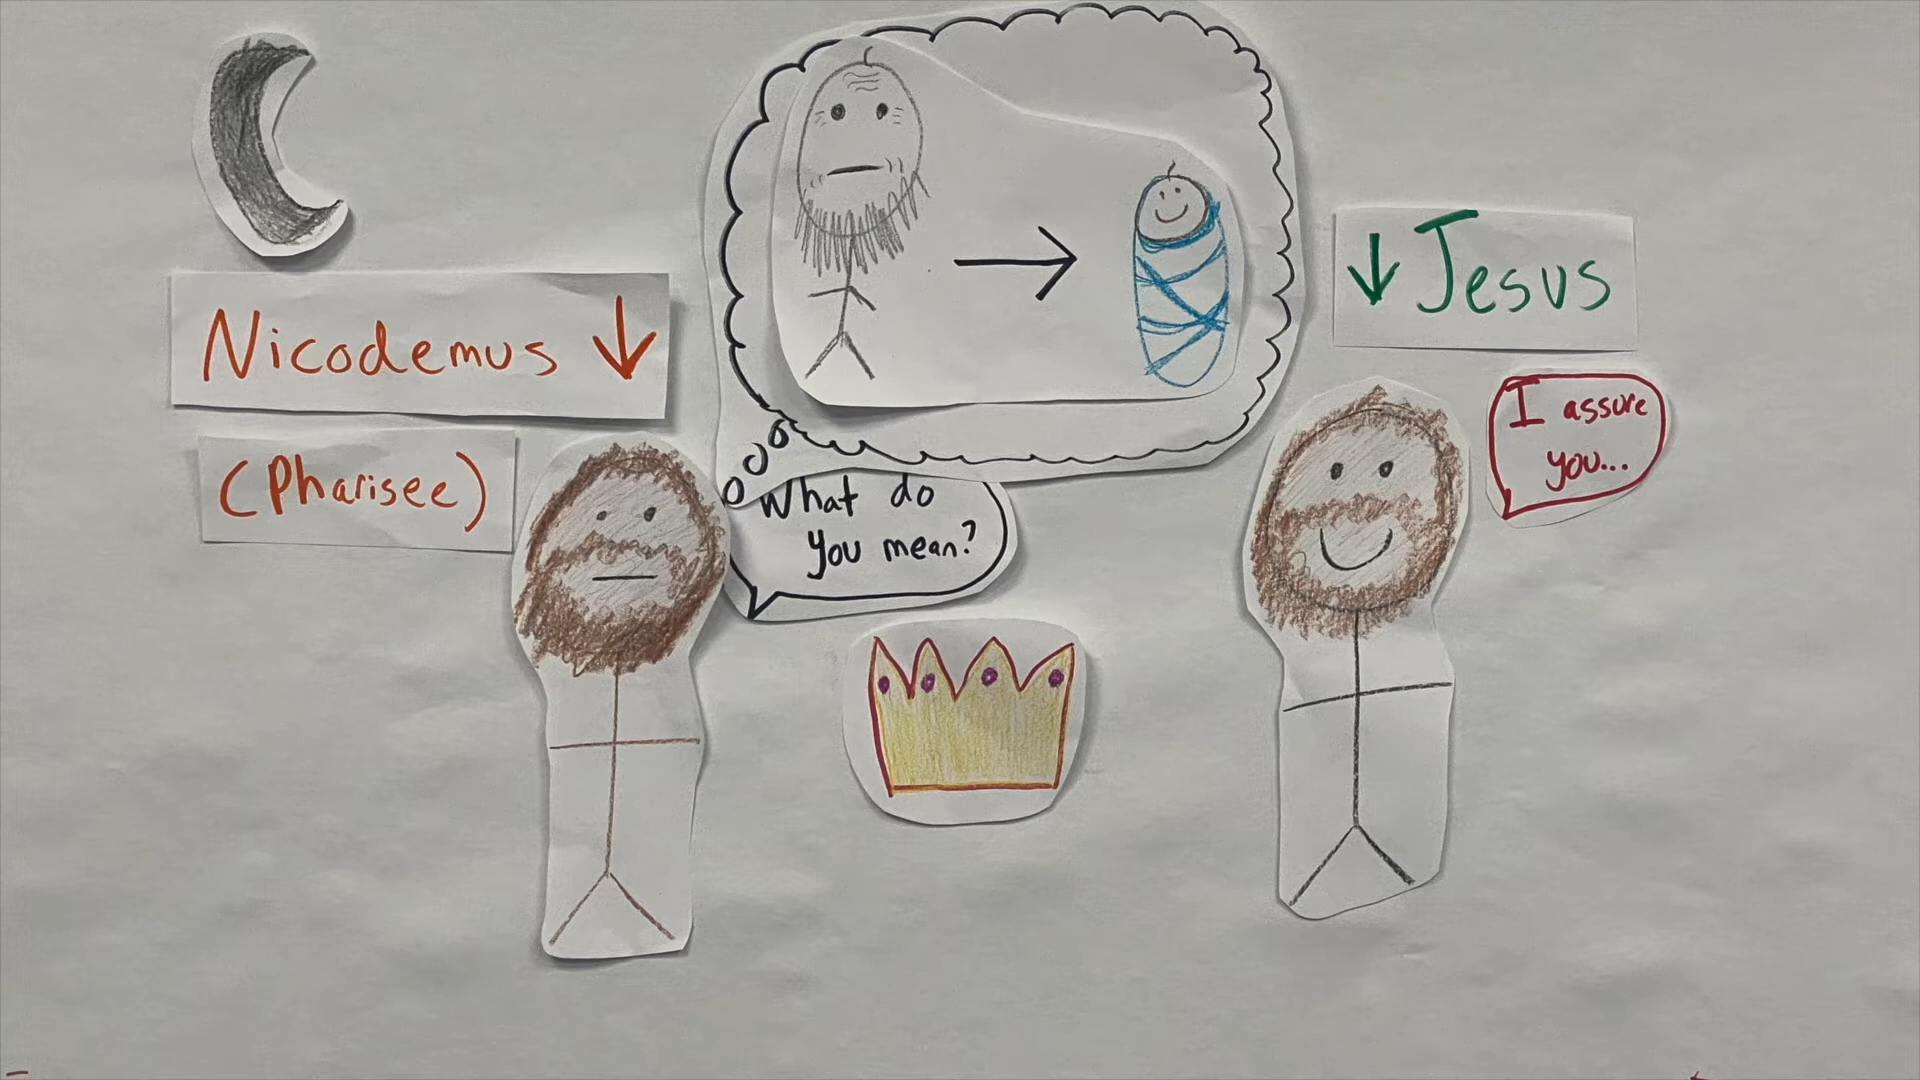 Nicodemus
(Pharisee)
What do
you mean?
Jesus
I assure
you...